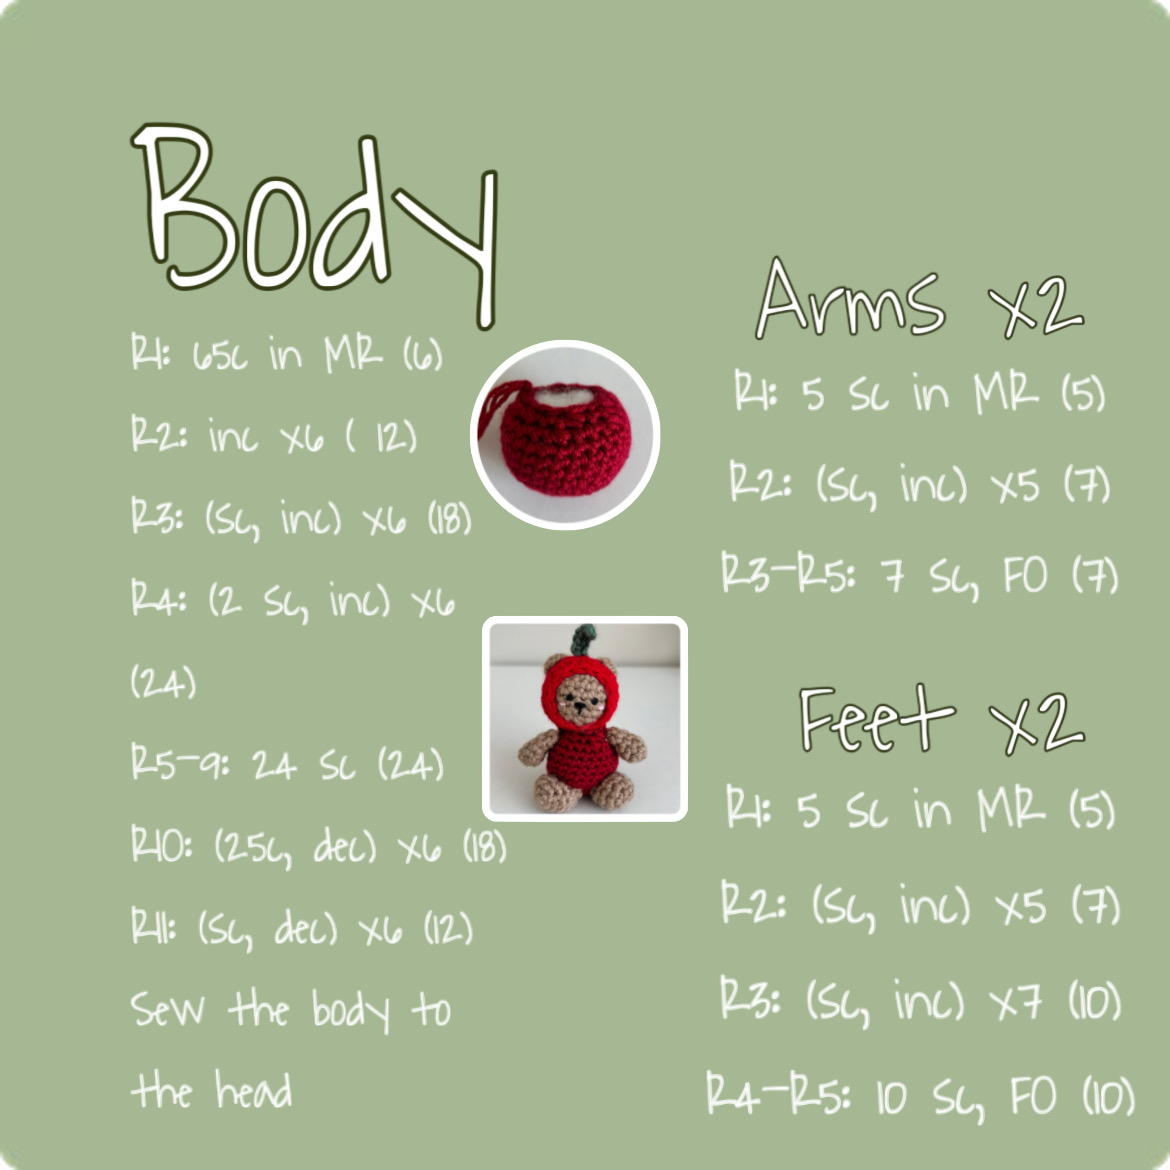 Body
R1: 6sc in MR (6)
R2: inc x6 ( 12)
R3: (sc, inc) x6 (18)
R4: (2 sc, inc) x6
(24)
R5-9: 24 sc (24)
R10: (2sc, dec) x6 (18)
R11: (sc, dec) x6 (12)
Sew the body to
the head
Arms x2
R1: 5 sc in MR (5)
R2: (sc, inc) x5 (7)
R3-R5: 7 sc, FO (7)
Feet x2
R1: 5 sc in MR (5)
R2: (sc, inc) x5 (7)
R3: (sc, inc) x7 (10)
R4-R5: 10 sc, FO (10)